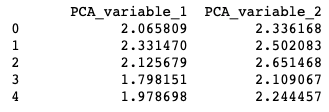 PCA_variable_1 PCA_variable_2
0 2.065809 2.336168
1 2.331470 2.502083
2 2.125679 2.651468
3 1.798151 2.109067
4 1.978698 2.244457